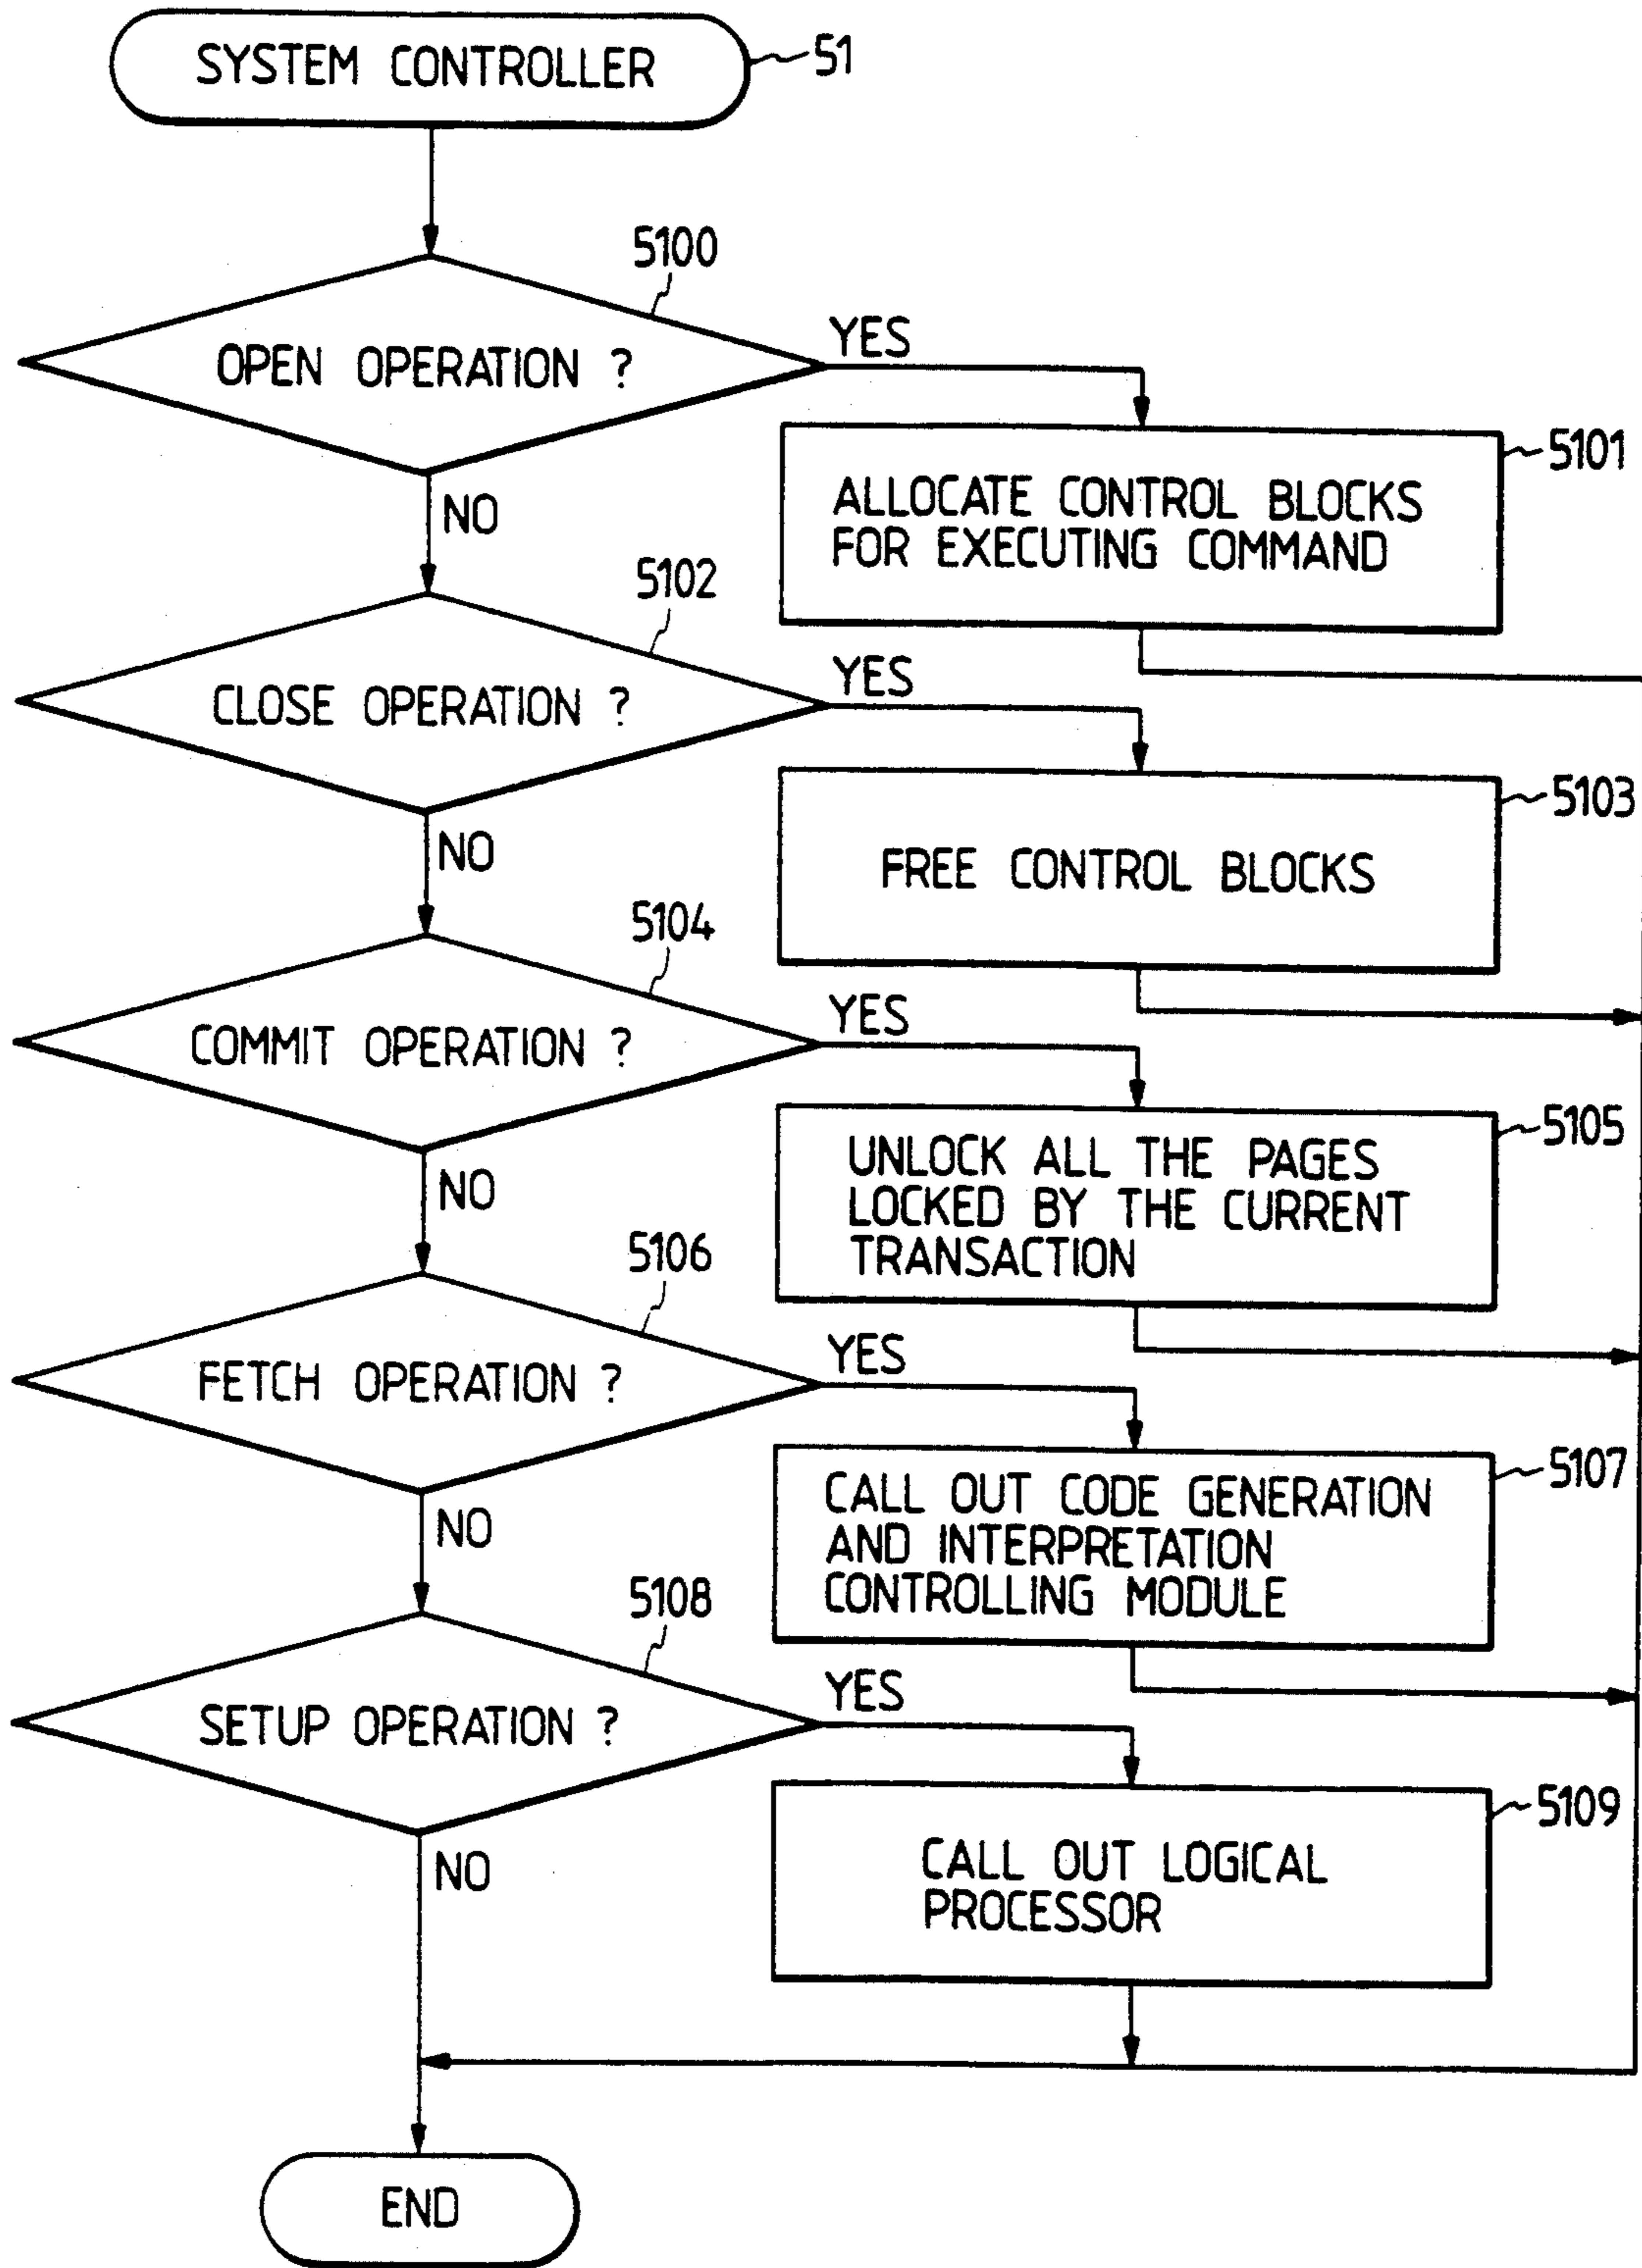 SYSTEM CONTROLLER
51
5100
OPEN OPERATION ?
YES
NO
5101
ALLOCATE CONTROL BLOCKS
FOR EXECUTING COMMAND
5102
CLOSE OPERATION ?
YES
NO
5103
FREE CONTROL BLOCKS
5104
COMMIT OPERATION ?
YES
NO
5105
UNLOCK ALL THE PAGES
LOCKED BY THE CURRENT
TRANSACTION
5106
FETCH OPERATION ?
YES
NO
5107
CALL OUT CODE GENERATION
AND INTERPRETATION
CONTROLLING MODULE
5108
SETUP OPERATION ?
YES
NO
5109
CALL OUT LOGICAL
PROCESSOR
END